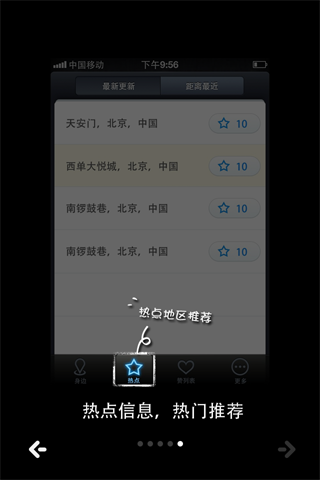 中国移动 下午9:56
最新更新 距离最近
天安门，北京，中国 10
西单大悦城，北京，中国 10
南锣鼓巷，北京，中国 10
南锣鼓巷，北京，中国 10
热点地区推荐
身边 热点 赞列表 更多
热点信息，热门推荐